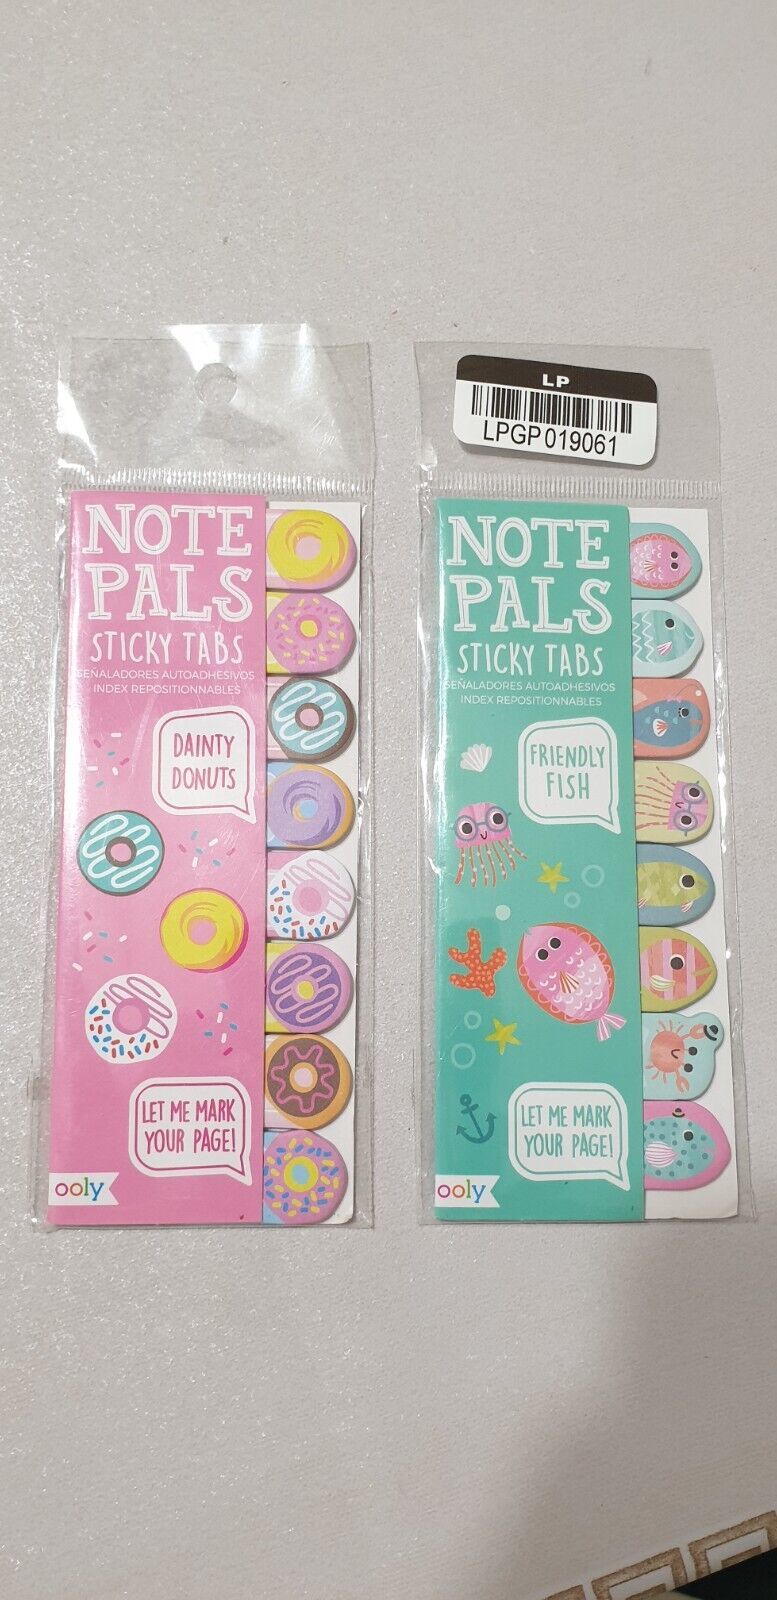 NOTE
PALS
STICKY TABS
SEÑALADORES AUTOADHESIVOS
INDEX REPOSITIONNABLES
DAINTY
DONUTS
LET ME MARK
YOUR PAGE!
ooly
LP
LPGP019061
NOTE
PALS
STICKY TABS
SEÑALADORES AUTOADHESIVOS
INDEX REPOSITIONNABLES
FRIENDLY
FISH
LET ME MARK
YOUR PAGE!
ooly